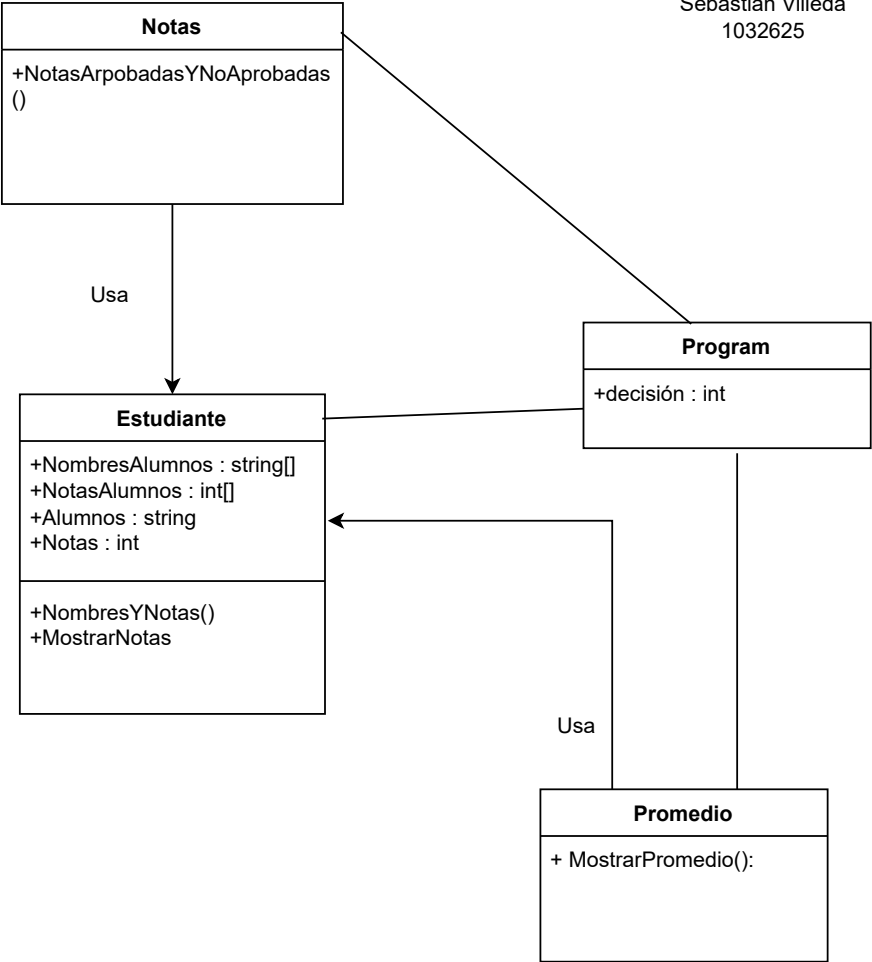 Sebastián Villeda
1032625
Notas
+NotasArpobadasYNoAprobadas
()
Usa
Program
+decisión : int
Estudiante
+NombresAlumnos : string[]
+NotasAlumnos : int[]
+Alumnos : string
+Notas : int
+NombresYNotas()
+MostrarNotas
Usa
Promedio
+ MostrarPromedio():